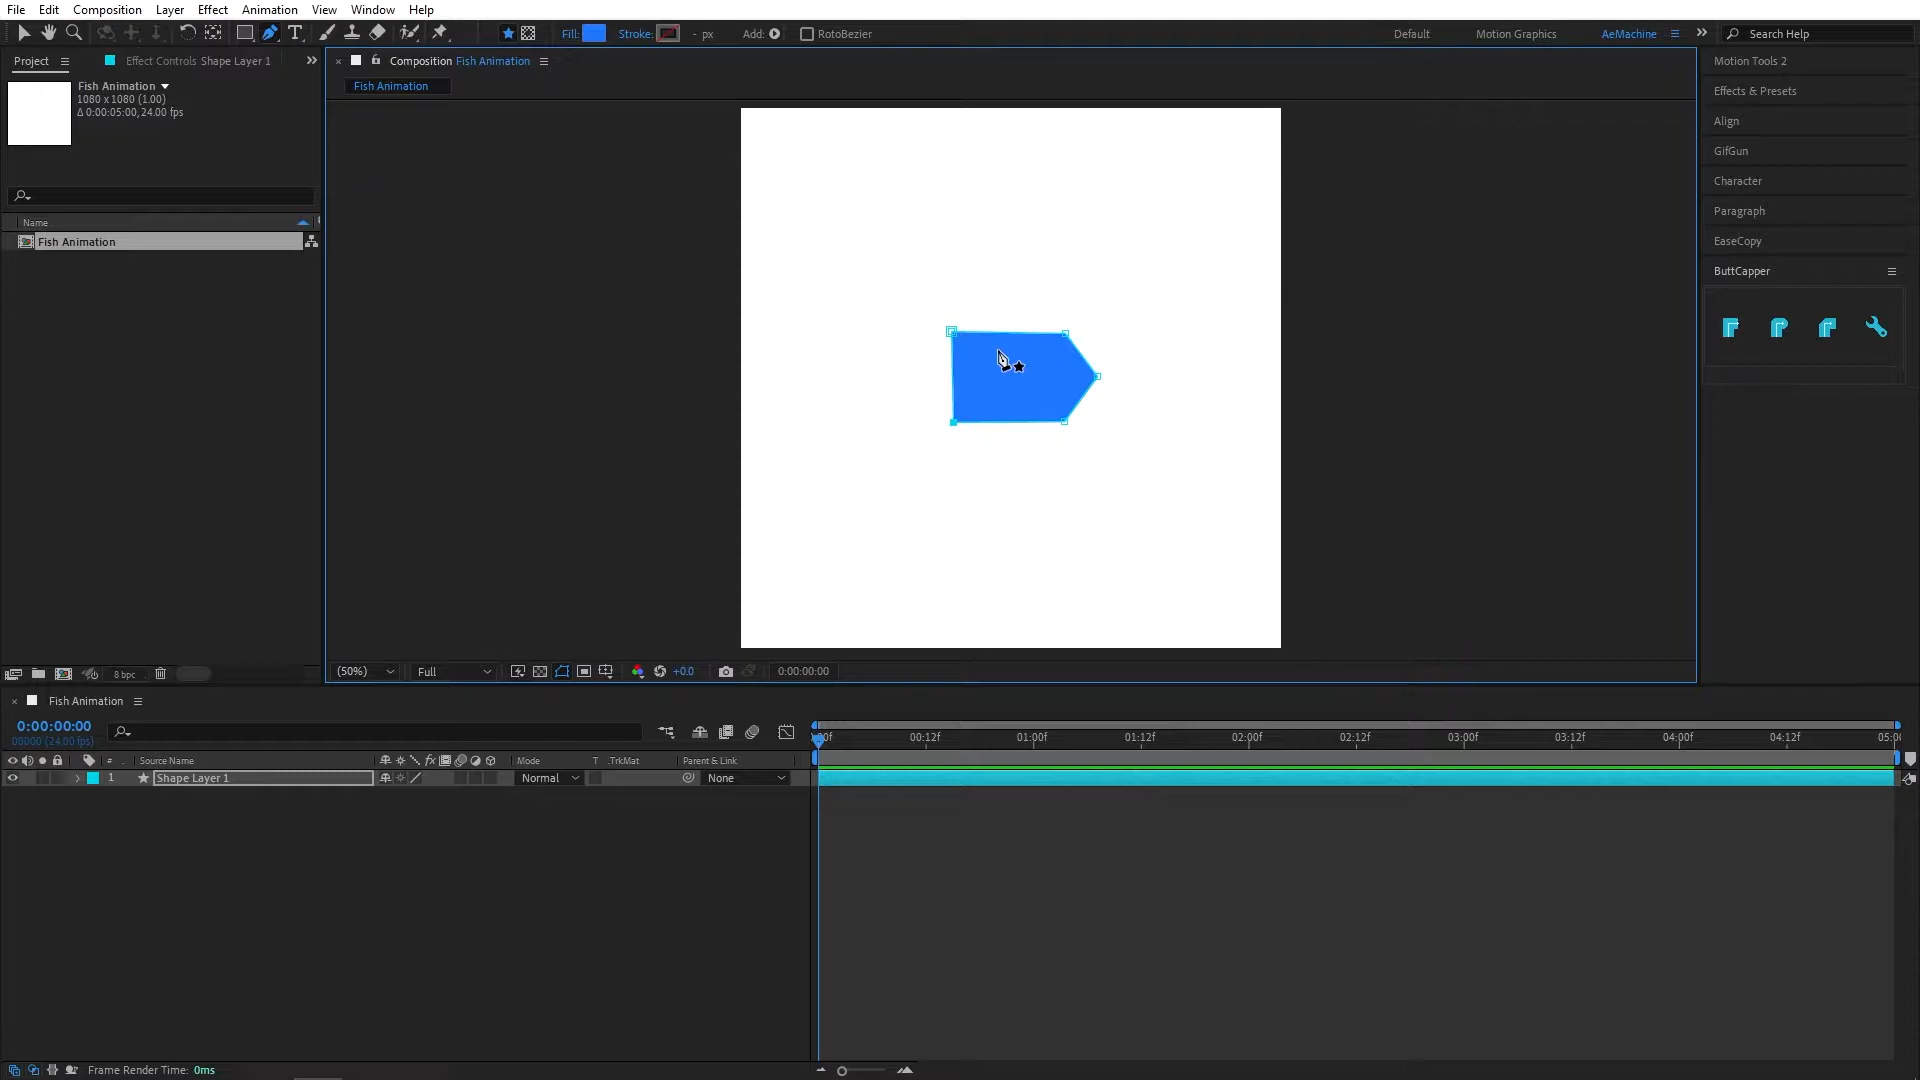 File Edit Composition Layer Effect Animation View Window Help
Fill: Stroke: - px Add: RotoBezier Default Motion Graphics AeMachine Search Help
Project Effect Controls Shape Layer 1
Composition Fish Animation
Fish Animation
Fish Animation
1080 x 1080 (1.00)
Δ 0:00:05:00, 24.00 fps
Name
Fish Animation
8 bpc
Motion Tools 2
Effects & Presets
Align
GifGun
Character
Paragraph
EaseCopy
ButtCapper
(50%) Full +0.0 0:00:00:00
Fish Animation
0:00:00:00
00000 (24.00 fps)
00f 00:12f 01:00f 01:12f 02:00f 02:12f 03:00f 03:12f 04:00f 04:12f 05:0
# Source Name fx Mode T .TrkMat Parent & Link
1 Shape Layer 1 Normal None
Frame Render Time: 0ms